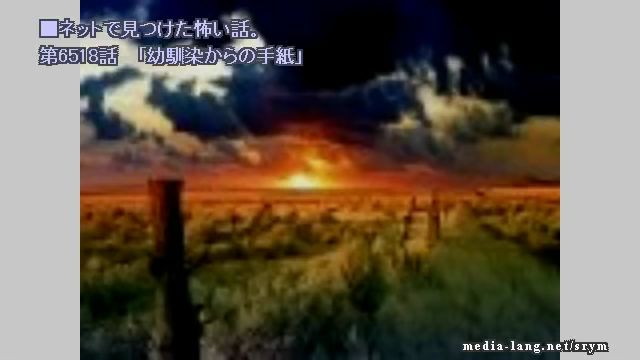 ■ネットで見つけた怖い話。
第6518話　「幼馴染からの手紙」
media-lang.net/srym